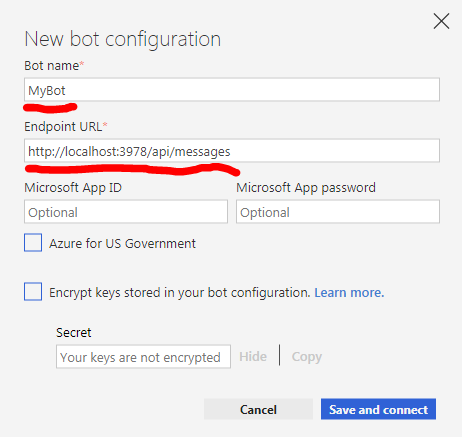 New bot configuration
Bot name*
MyBot
Endpoint URL*
http://localhost:3978/api/messages
Microsoft App ID Microsoft App password
Optional Optional
Azure for US Government
Encrypt keys stored in your bot configuration. Learn more.
Secret
Your keys are not encrypted Hide Copy
Cancel Save and connect